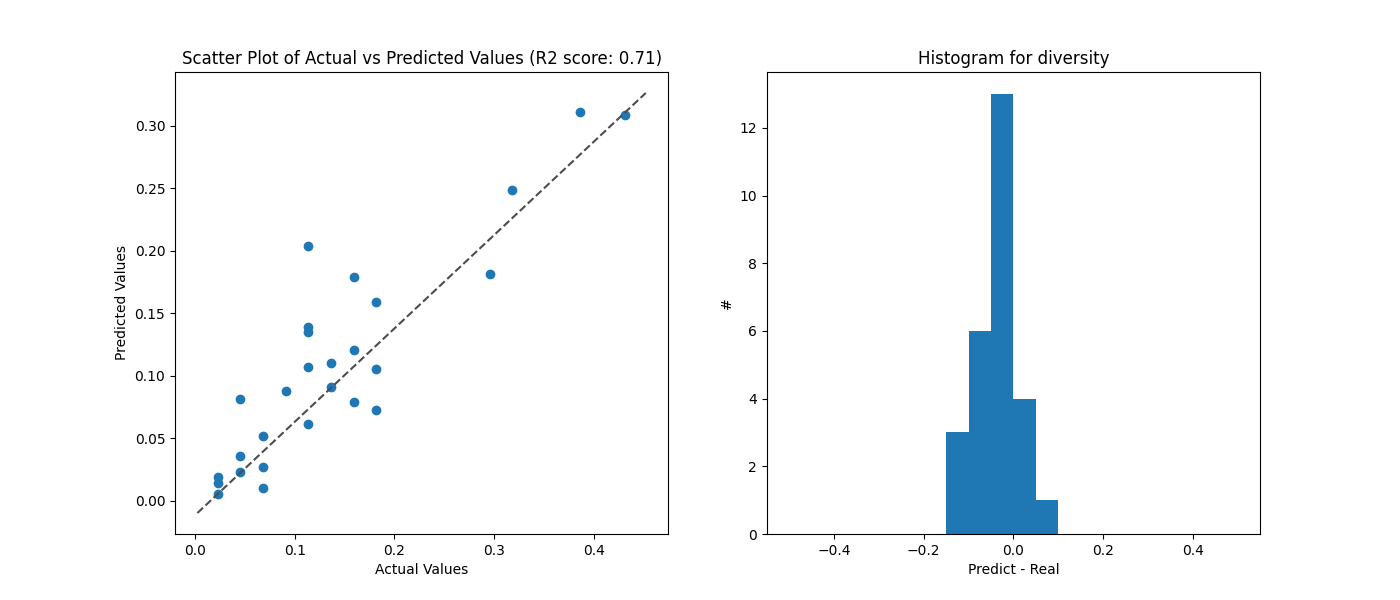 Scatter Plot of Actual vs Predicted Values (R2 score: 0.71)
Predicted Values
0.30
0.25
0.20
0.15
0.10
0.05
0.00
0.0 0.1 0.2 0.3 0.4
Actual Values
Histogram for diversity
#
12
10
8
6
4
2
0
−0.4 −0.2 0.0 0.2 0.4
Predict - Real